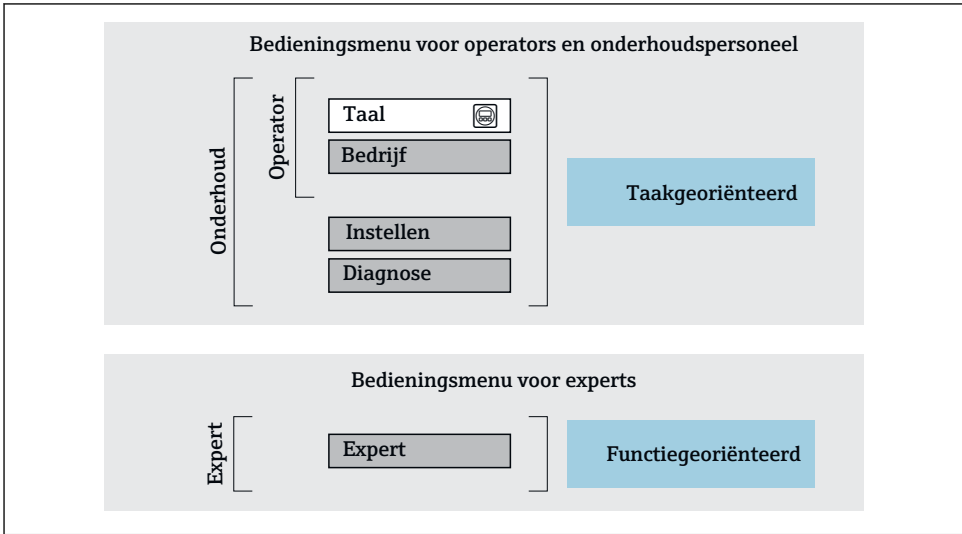 Bedieningsmenu voor operators en onderhoudspersoneel
Onderhoud
Operator
Taal
Bedrijf
Instellen
Diagnose
Taakgeoriënteerd
Bedieningsmenu voor experts
Expert
Expert
Functiegeoriënteerd